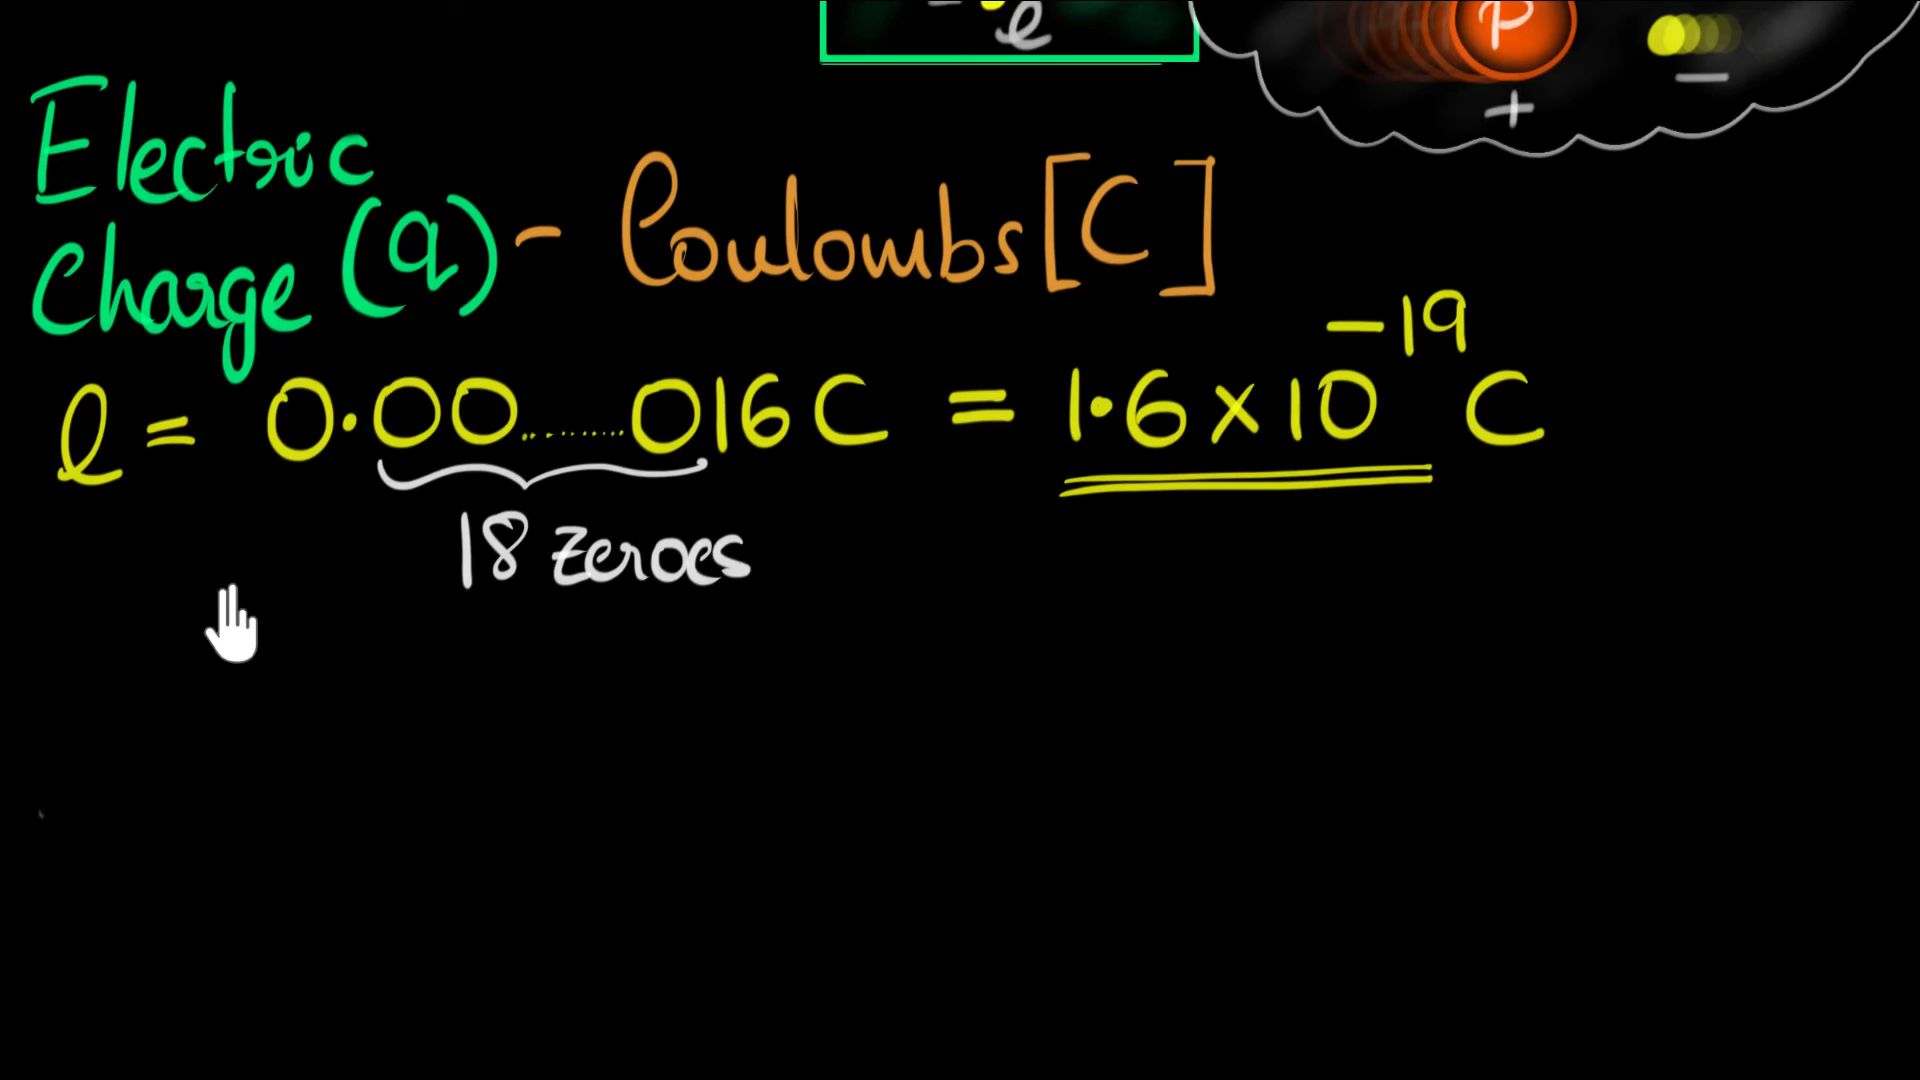 - e
P
+ −
Electric
Charge (q) - Coulombs [C]
e = 0.00.........016 C = 1.6 × 10⁻¹⁹ C
18 zeroes